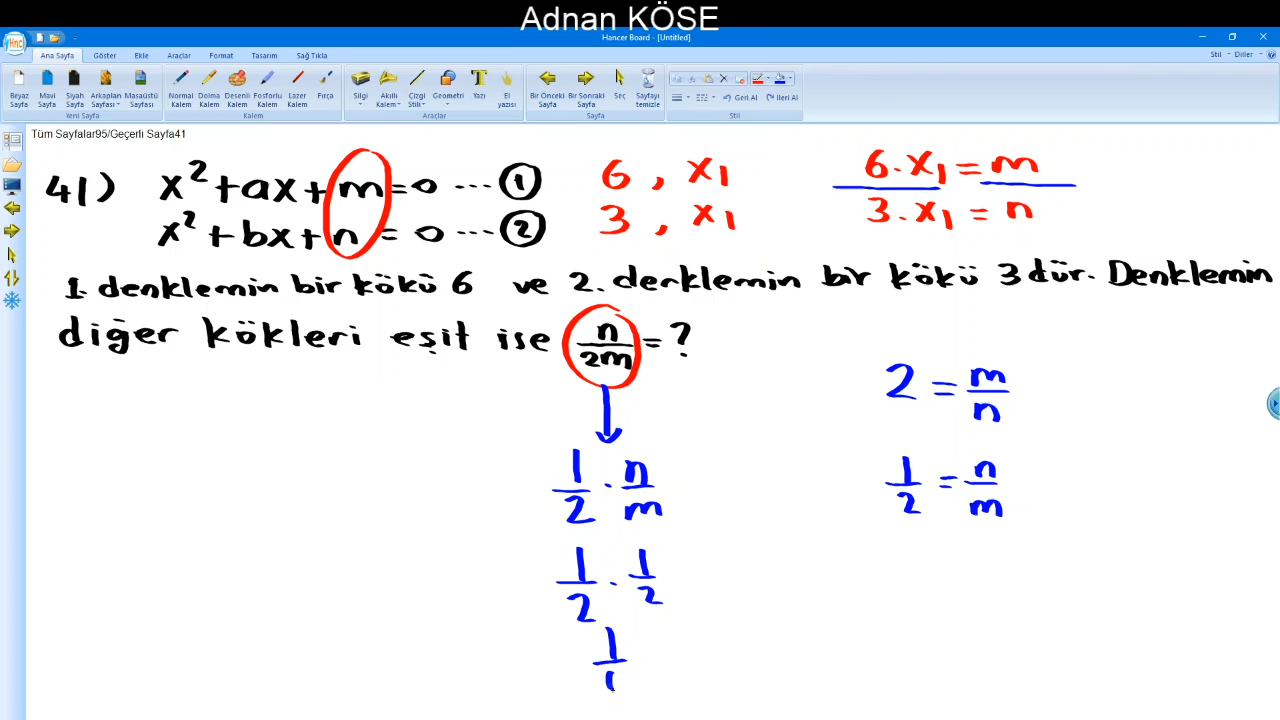 Adnan KÖSE
Hancer Board - [Untitled]
Hnc
Ana Sayfa Göster Ekle Araçlar Format Tasarım Sağ Tıkla Stil Diller
Beyaz Sayfa Mavi Sayfa Siyah Sayfa Arkaplan Sayfası Masaüstü Sayfası Normal Kalem Dolma Kalem Desenli Kalem Fosforlu Kalem Lazer Kalem Fırça Silgi Akıllı Kalem Çizgi Stili Geometri Yazı El yazısı Bir Önceki Sayfa Bir Sonraki Sayfa Seç Sayfayı temizle Geri Al İleri Al
Yeni Sayfa Kalem Araçlar Sayfa Stil
Tüm Sayfalar95/Geçerli Sayfa41
41) x²+ax+m=0 ... ① 6 , x₁ 6.x₁=m
x²+bx+n=0 ... ② 3 , x₁ 3.x₁=n
1. denklemin bir kökü 6 ve 2. denklemin bir kökü 3 dür. Denklemin
diğer kökleri eşit ise n/2m = ?
2 = m/n
1/2 . n/m 1/2 = n/m
1/2 . 1/2
1